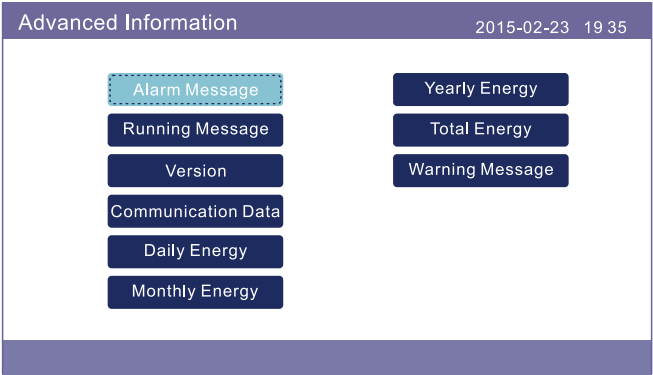 Advanced Information
2015-02-23 19 35
Alarm Message
Running Message
Version
Communication Data
Daily Energy
Monthly Energy
Yearly Energy
Total Energy
Warning Message